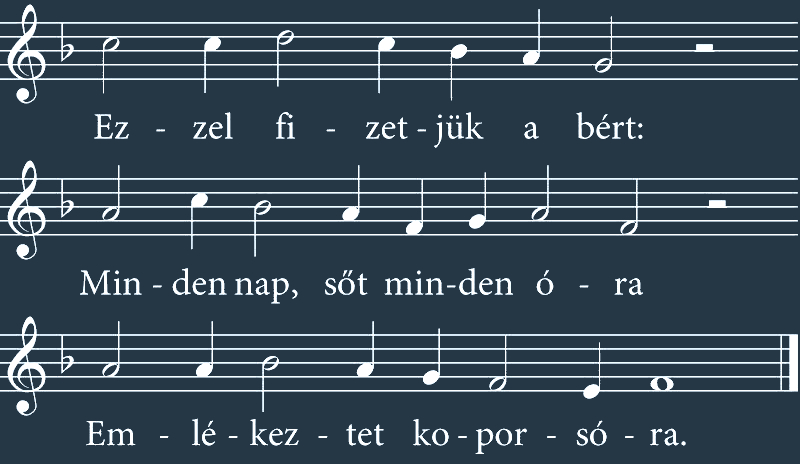 Ez - zel fi - zet - jük a bért:
Min - den nap, sőt min-den ó - ra
Em - lé - kez - tet ko - por - só - ra.